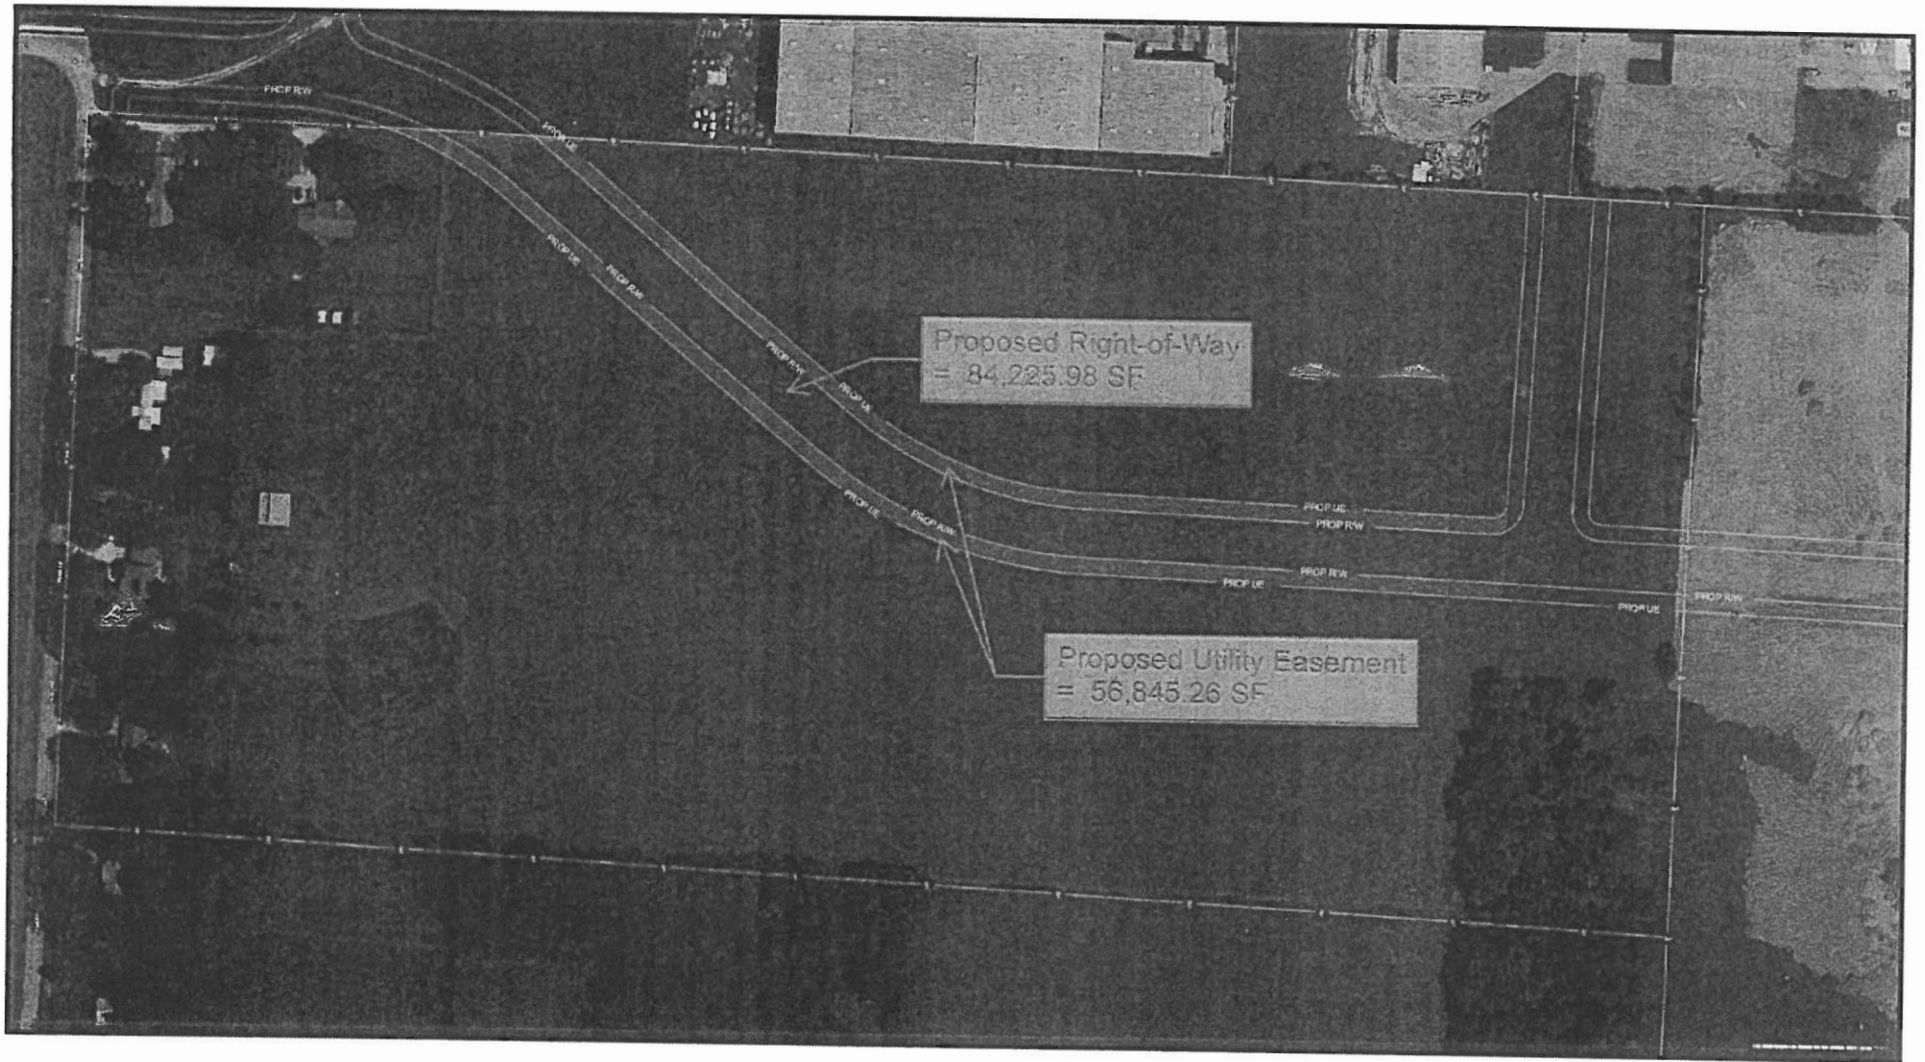 PROP R/W
PROP UE
PROP UE
PROP R/W
Proposed Right-of-Way
= 84,225.98 SF
PROP R/W
PROP UE
PROP UE
PROP R/W
PROP UE
PROP R/W
PROP R/W
PROP UE
PROP R/W
PROP UE
Proposed Utility Easement
= 56,845.26 SF